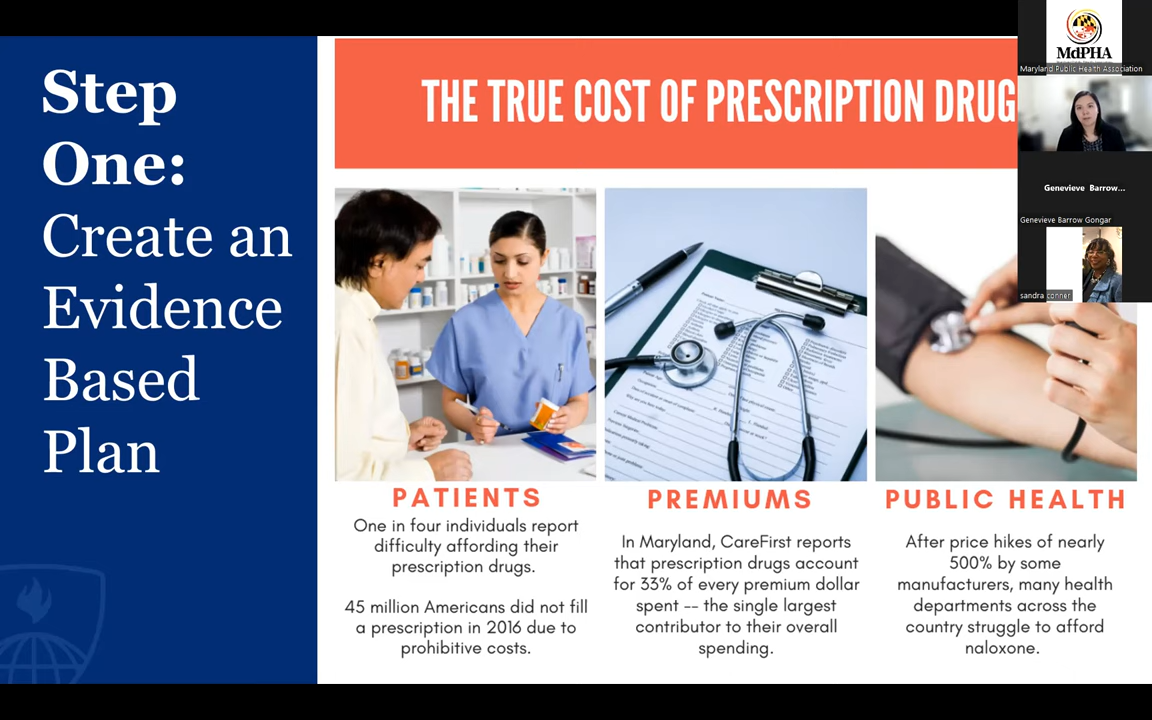 Step
One:
Create an
Evidence
Based
Plan
THE TRUE COST OF PRESCRIPTION DRUG
PATIENTS
One in four individuals report
difficulty affording their
prescription drugs.
45 million Americans did not fill
a prescription in 2016 due to
prohibitive costs.
PREMIUMS
In Maryland, CareFirst reports
that prescription drugs account
for 33% of every premium dollar
spent -- the single largest
contributor to their overall
spending.
PUBLIC HEALTH
After price hikes of nearly
500% by some
manufacturers, many health
departments across the
country struggle to afford
naloxone.
MdPHA
Maryland Public Health Association
Genevieve Barrow...
Genevieve Barrow Gongar
sandra conner